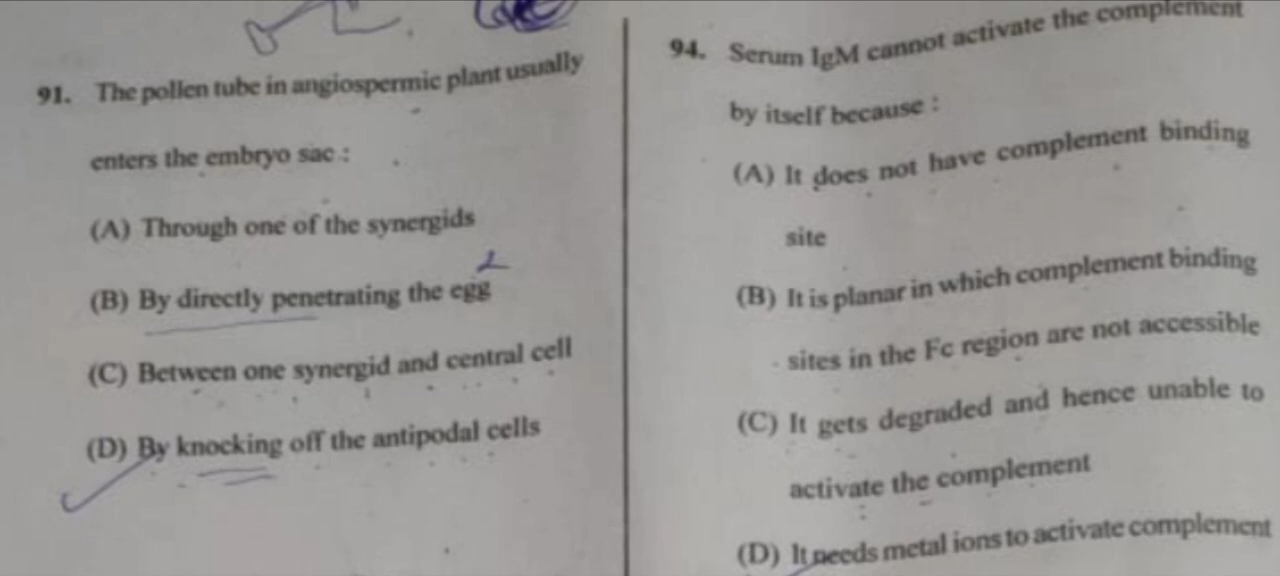 91. The pollen tube in angiospermic plant usually
enters the embryo sac :
(A) Through one of the synergids
(B) By directly penetrating the egg
(C) Between one synergid and central cell
(D) By knocking off the antipodal cells
94. Serum IgM cannot activate the complement
by itself because :
(A) It does not have complement binding
site
(B) It is planar in which complement binding
sites in the Fc region are not accessible
(C) It gets degraded and hence unable to
activate the complement
(D) It needs metal ions to activate complement